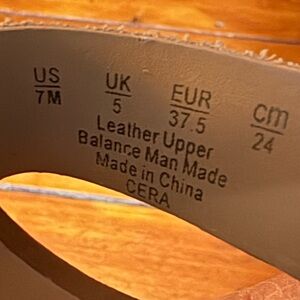 US UK EUR cm
7M 5 37.5 24
Leather Upper
Balance Man Made
Made in China
CERA